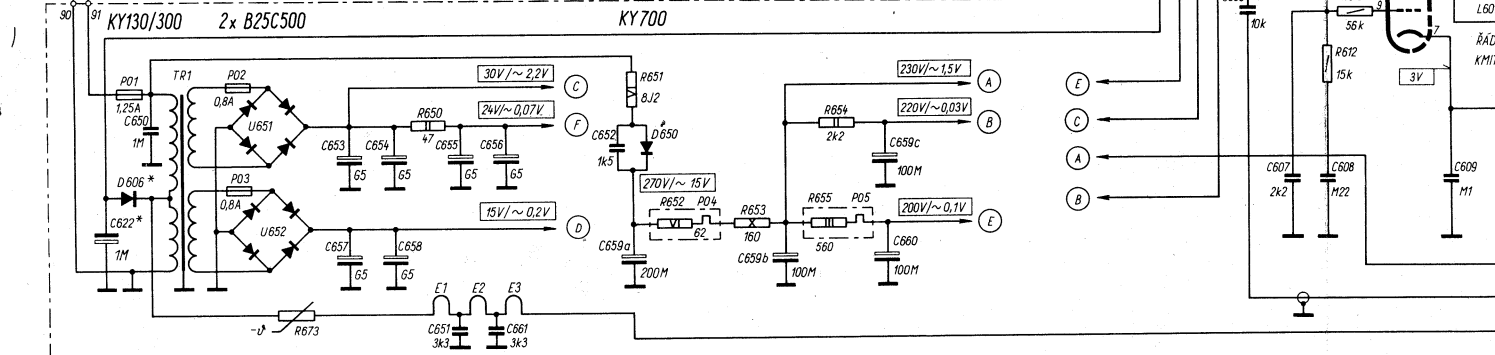 90 91 KY130/300 2x B25C500 KY700
10k
56k 9
L60
7
ŘÁD
KMIT
R612
15k
3V
P01
1,25A
TR1
P02
0,8A
C650
1M
U651
30V/~2,2V C
24V/~0,07V F
R650
47
C653
G5
C654
G5
C655
G5
C656
G5
R651
8J2
C652
1k5
D650*
230V/~1,5V A
220V/~0,03V B
R654
2k2
C659c
100M
E
C
A
B
C607
2k2
C608
M22
C609
M1
D606*
C622*
1M
P03
0,8A
U652
15V/~0,2V D
C657
G5
C658
G5
270V/~15V
R652
62
P04
R653
160
R655
560
P05
200V/~0,1V E
C659a
200M
C659b
100M
C660
100M
-ϑ R673
E1 E2 E3
C651
3k3
C661
3k3